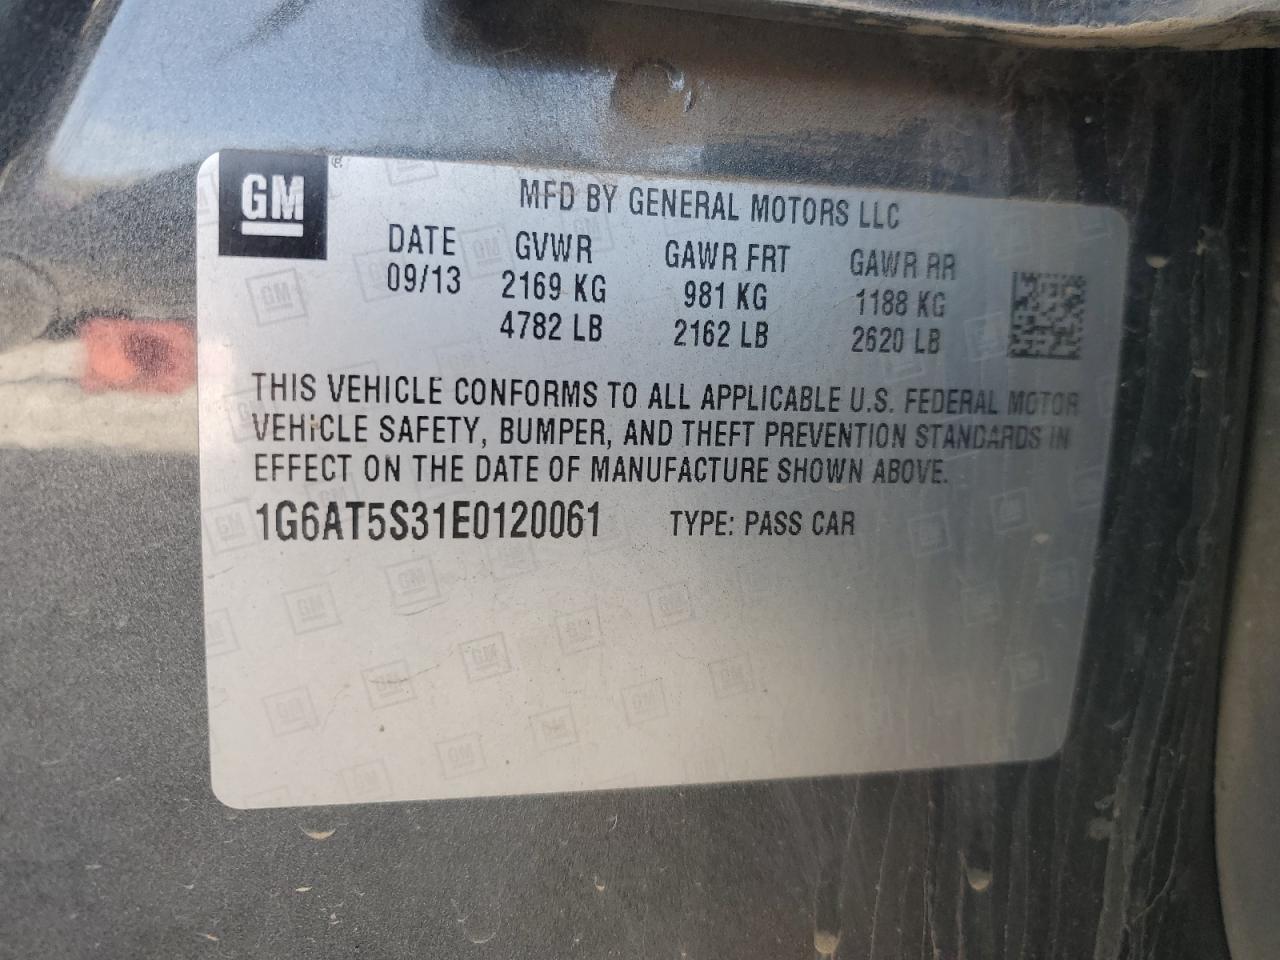 GM
MFD BY GENERAL MOTORS LLC
DATE GVWR GAWR FRT GAWR RR
09/13 2169 KG 981 KG 1188 KG
4782 LB 2162 LB 2620 LB
THIS VEHICLE CONFORMS TO ALL APPLICABLE U.S. FEDERAL MOTOR
VEHICLE SAFETY, BUMPER, AND THEFT PREVENTION STANDARDS IN
EFFECT ON THE DATE OF MANUFACTURE SHOWN ABOVE.
1G6AT5S31E0120061 TYPE: PASS CAR